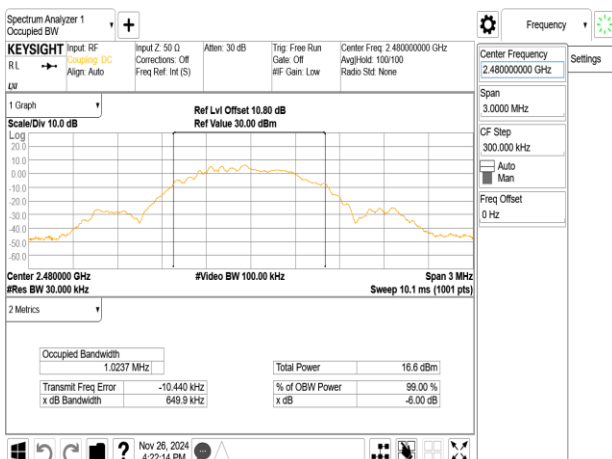 Spectrum Analyzer 1
Occupied BW
Frequency
KEYSIGHT
RL
LXI
Input: RF
Coupling: DC
Align: Auto
Input Z: 50 Ω
Corrections: Off
Freq Ref: Int (S)
Atten: 30 dB
Trig: Free Run
Gate: Off
#IF Gain: Low
Center Freq: 2.480000000 GHz
Avg|Hold: 100/100
Radio Std: None
Center Frequency
2.480000000 GHz
Settings
Span
3.0000 MHz
CF Step
300.000 kHz
Auto
Man
Freq Offset
0 Hz
1 Graph
Scale/Div 10.0 dB
Ref Lvl Offset 10.80 dB
Ref Value 30.00 dBm
Log
20.0
10.0
0.00
-10.0
-20.0
-30.0
-40.0
-50.0
-60.0
Center 2.480000 GHz
#Video BW 100.00 kHz
Span 3 MHz
#Res BW 30.000 kHz
Sweep 10.1 ms (1001 pts)
2 Metrics
Occupied Bandwidth
1.0237 MHz
Total Power 16.6 dBm
Transmit Freq Error -10.440 kHz
% of OBW Power 99.00 %
x dB Bandwidth 649.9 kHz
x dB -6.00 dB
?
Nov 26, 2024
4:22:14 PM